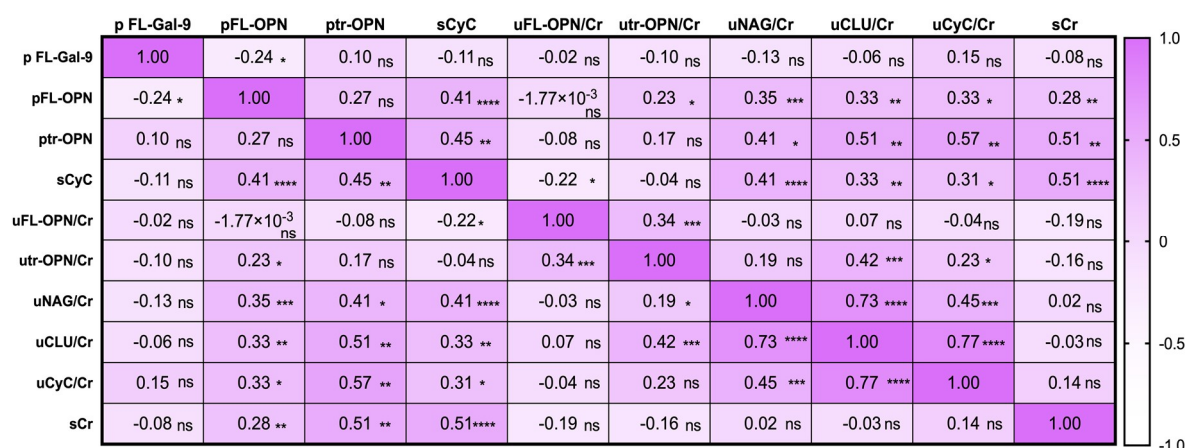 p FL-Gal-9 pFL-OPN ptr-OPN sCyC uFL-OPN/Cr utr-OPN/Cr uNAG/Cr uCLU/Cr uCyC/Cr sCr
p FL-Gal-9 1.00 -0.24 * 0.10 ns -0.11 ns -0.02 ns -0.10 ns -0.13 ns -0.06 ns 0.15 ns -0.08 ns 1.0
pFL-OPN -0.24 * 1.00 0.27 ns 0.41 **** -1.77×10-3 ns 0.23 * 0.35 *** 0.33 ** 0.33 * 0.28 **
ptr-OPN 0.10 ns 0.27 ns 1.00 0.45 ** -0.08 ns 0.17 ns 0.41 * 0.51 ** 0.57 ** 0.51 ** 0.5
sCyC -0.11 ns 0.41 **** 0.45 ** 1.00 -0.22 * -0.04 ns 0.41 **** 0.33 ** 0.31 * 0.51 ****
uFL-OPN/Cr -0.02 ns -1.77×10-3 ns -0.08 ns -0.22 * 1.00 0.34 *** -0.03 ns 0.07 ns -0.04 ns -0.19 ns 0
utr-OPN/Cr -0.10 ns 0.23 * 0.17 ns -0.04 ns 0.34 *** 1.00 0.19 ns 0.42 *** 0.23 * -0.16 ns
uNAG/Cr -0.13 ns 0.35 *** 0.41 * 0.41 **** -0.03 ns 0.19 * 1.00 0.73 **** 0.45 *** 0.02 ns
uCLU/Cr -0.06 ns 0.33 ** 0.51 ** 0.33 ** 0.07 ns 0.42 *** 0.73 **** 1.00 0.77 **** -0.03 ns -0.5
uCyC/Cr 0.15 ns 0.33 * 0.57 ** 0.31 * -0.04 ns 0.23 ns 0.45 *** 0.77 **** 1.00 0.14 ns
sCr -0.08 ns 0.28 ** 0.51 ** 0.51 **** -0.19 ns -0.16 ns 0.02 ns -0.03 ns 0.14 ns 1.00 -1.0